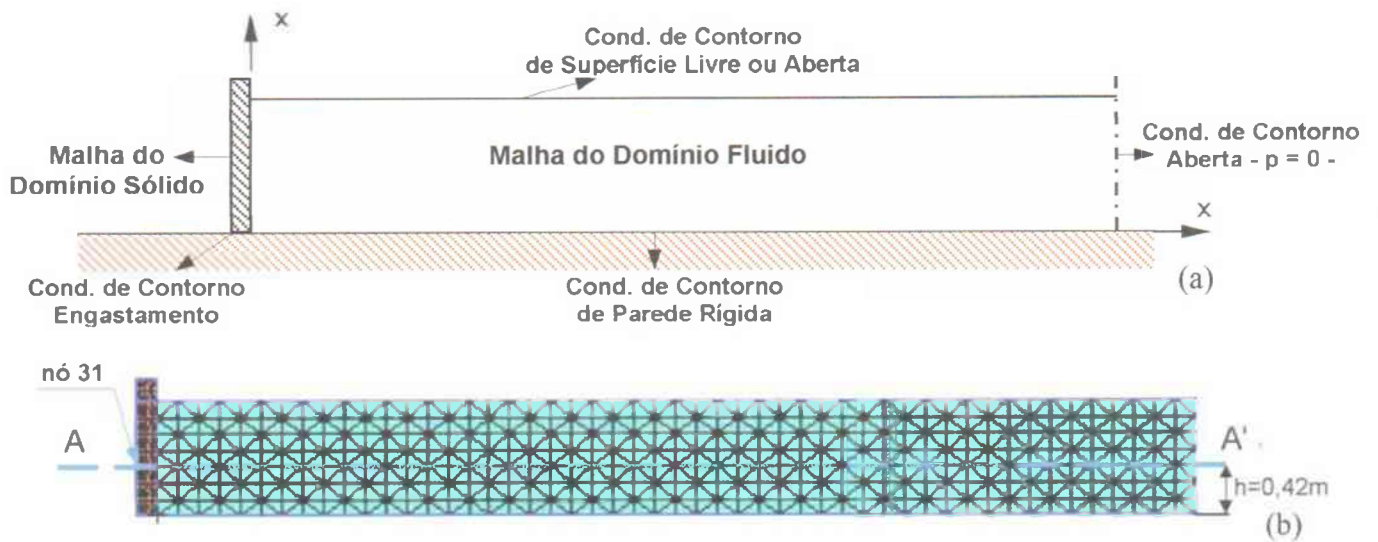 x
Cond. de Contorno
de Superfície Livre ou Aberta
Malha do
Domínio Sólido
Malha do Domínio Fluido
Cond. de Contorno
Aberta - p = 0 -
x
Cond. de Contorno
Engastamento
Cond. de Contorno
de Parede Rígida
(a)
nó 31
A
A'
h=0,42m
(b)